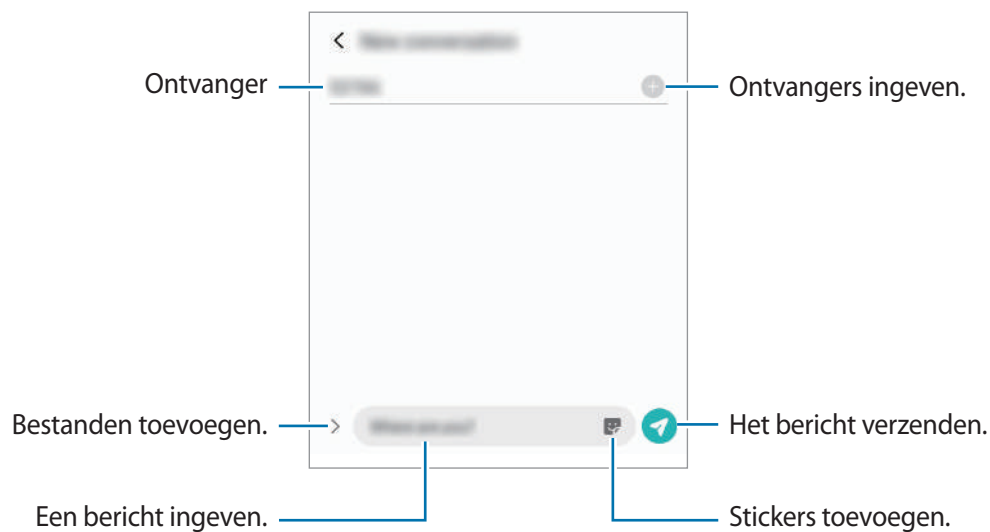 Ontvanger
Ontvangers ingeven.
Bestanden toevoegen.
Het bericht verzenden.
Een bericht ingeven.
Stickers toevoegen.